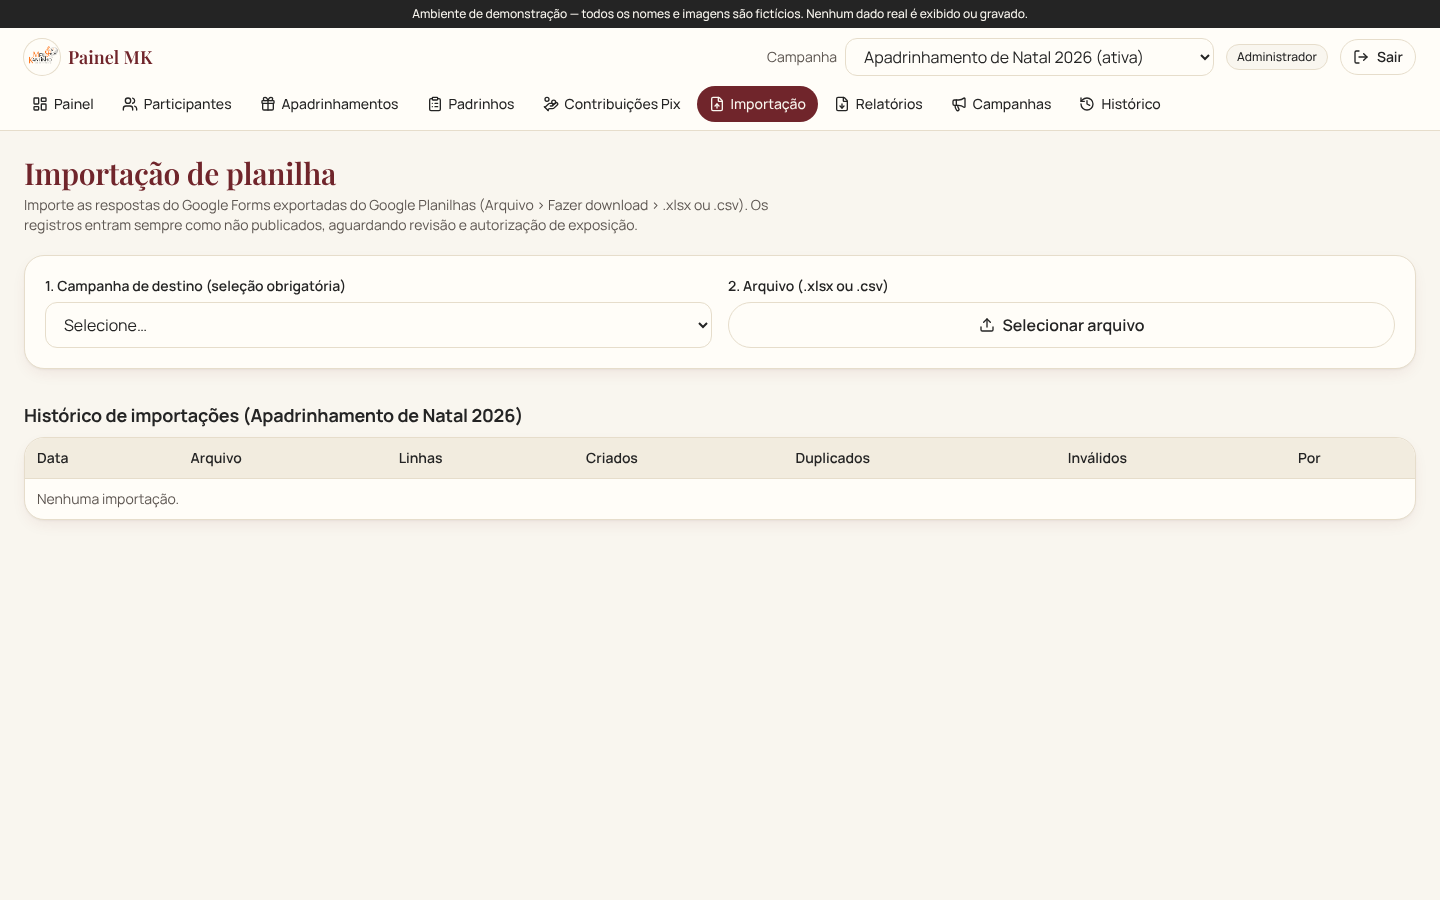 Ambiente de demonstração — todos os nomes e imagens são fictícios. Nenhum dado real é exibido ou gravado.
Painel MK
Campanha
Apadrinhamento de Natal 2026 (ativa)
Administrador
Sair
Painel
Participantes
Apadrinhamentos
Padrinhos
Contribuições Pix
Importação
Relatórios
Campanhas
Histórico
Importação de planilha
Importe as respostas do Google Forms exportadas do Google Planilhas (Arquivo > Fazer download > .xlsx ou .csv). Os
registros entram sempre como não publicados, aguardando revisão e autorização de exposição.
1. Campanha de destino (seleção obrigatória)
Selecione...
2. Arquivo (.xlsx ou .csv)
Selecionar arquivo
Histórico de importações (Apadrinhamento de Natal 2026)
Data Arquivo Linhas Criados Duplicados Inválidos Por
Nenhuma importação.